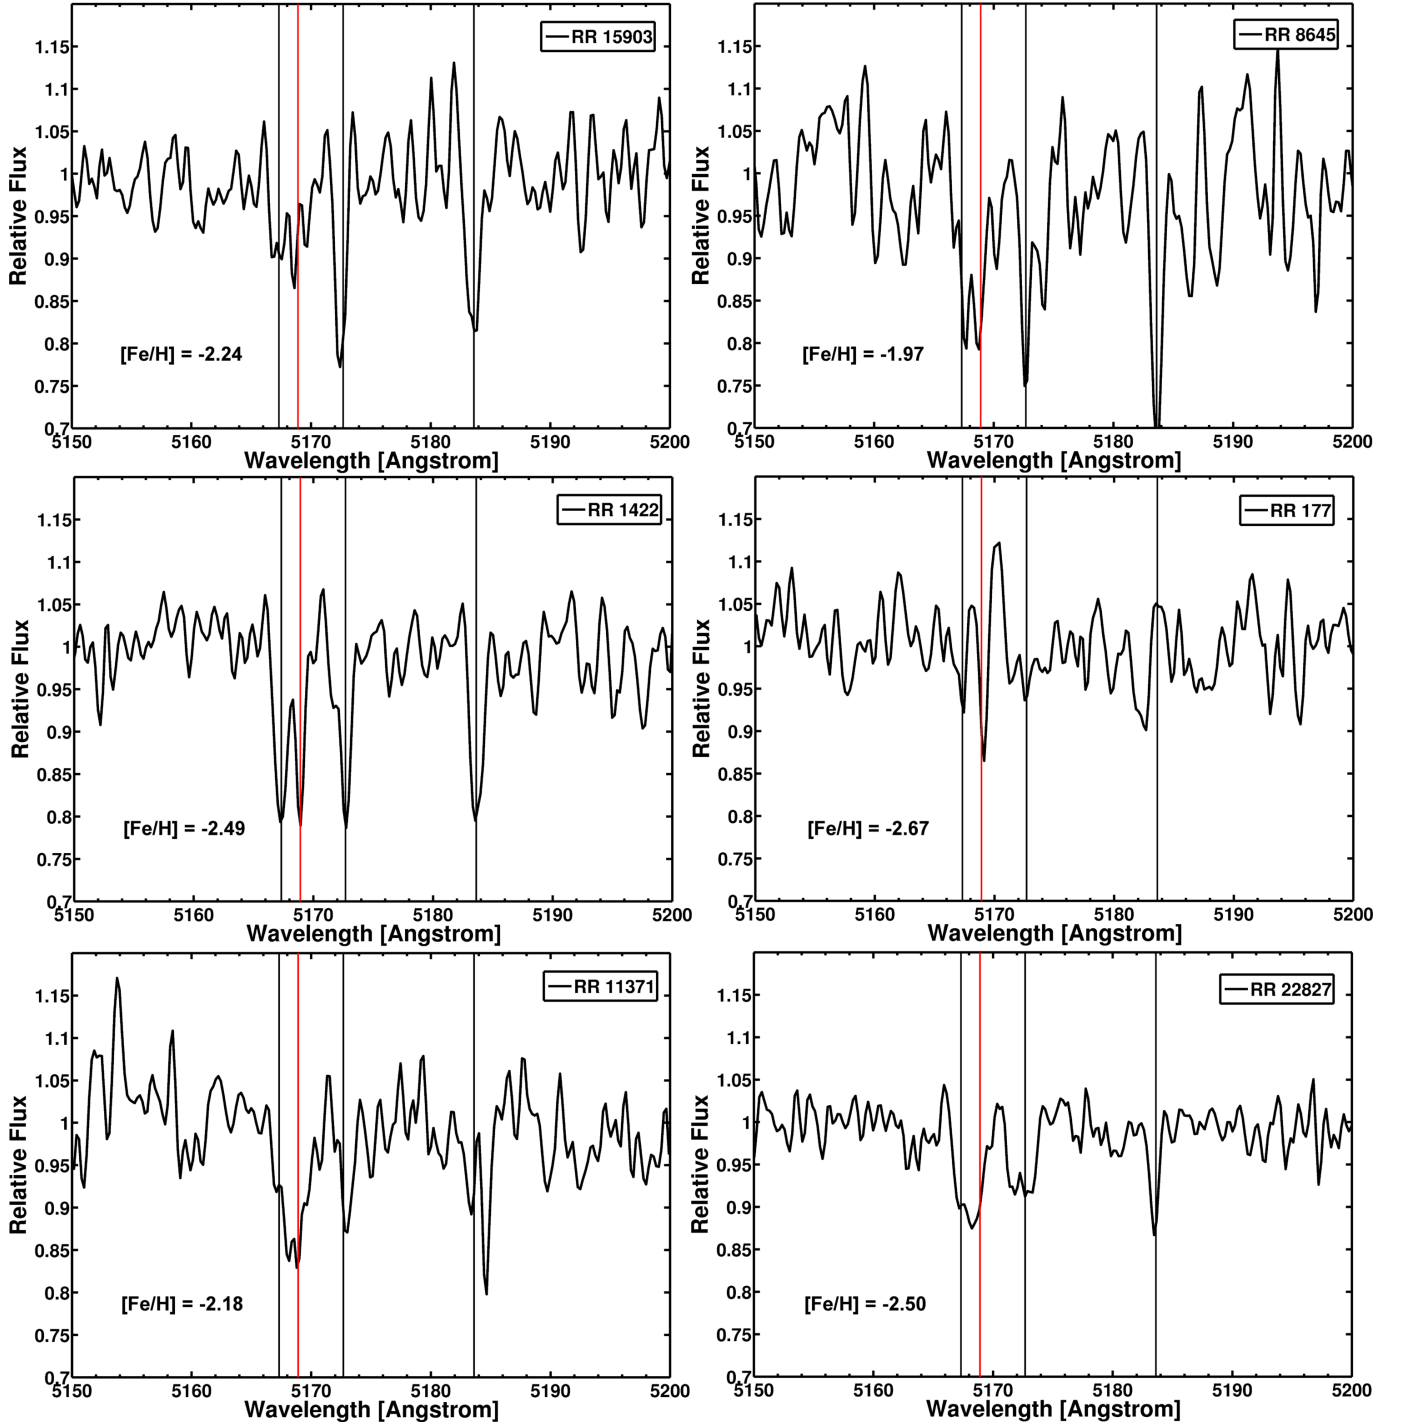 RR 15903
1.15
1.1
1.05
1
0.95
0.9
0.85
0.8
0.75
0.7
Relative Flux
[Fe/H] = -2.24
5150 5160 5170 5180 5190 5200
Wavelength [Angstrom]
RR 8645
1.15
1.1
1.05
1
0.95
0.9
0.85
0.8
0.75
0.7
Relative Flux
[Fe/H] = -1.97
5150 5160 5170 5180 5190 5200
Wavelength [Angstrom]
RR 1422
1.15
1.1
1.05
1
0.95
0.9
0.85
0.8
0.75
0.7
Relative Flux
[Fe/H] = -2.49
5150 5160 5170 5180 5190 5200
Wavelength [Angstrom]
RR 177
1.15
1.1
1.05
1
0.95
0.9
0.85
0.8
0.75
0.7
Relative Flux
[Fe/H] = -2.67
5150 5160 5170 5180 5190 5200
Wavelength [Angstrom]
RR 11371
1.15
1.1
1.05
1
0.95
0.9
0.85
0.8
0.75
0.7
Relative Flux
[Fe/H] = -2.18
5150 5160 5170 5180 5190 5200
Wavelength [Angstrom]
RR 22827
1.15
1.1
1.05
1
0.95
0.9
0.85
0.8
0.75
0.7
Relative Flux
[Fe/H] = -2.50
5150 5160 5170 5180 5190 5200
Wavelength [Angstrom]